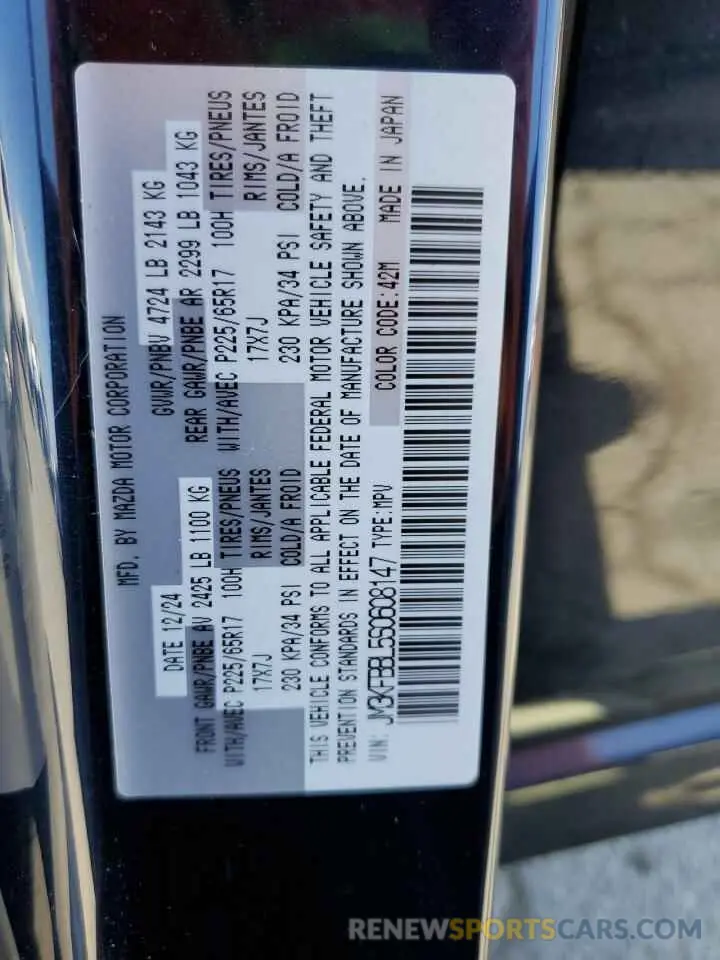 MFD. BY MAZDA MOTOR CORPORATION
DATE 12/24 GVWR/PNBV 4724 LB 2143 KG
FRONT GAWR/PNBE AV 2425 LB 1100 KG REAR GAWR/PNBE AR 2299 LB 1043 KG
WITH/AVEC P225/65R17 100H TIRES/PNEUS WITH/AVEC P225/65R17 100H TIRES/PNEUS
17X7J RIMS/JANTES 17X7J RIMS/JANTES
230 KPA/34 PSI COLD/A FROID 230 KPA/34 PSI COLD/A FROID
THIS VEHICLE CONFORMS TO ALL APPLICABLE FEDERAL MOTOR VEHICLE SAFETY AND THEFT
PREVENTION STANDARDS IN EFFECT ON THE DATE OF MANUFACTURE SHOWN ABOVE.
VIN: JM3KFBBL5S0608147 TYPE:MPV COLOR CODE:42M MADE IN JAPAN
RENEWSPORTSCARS.COM